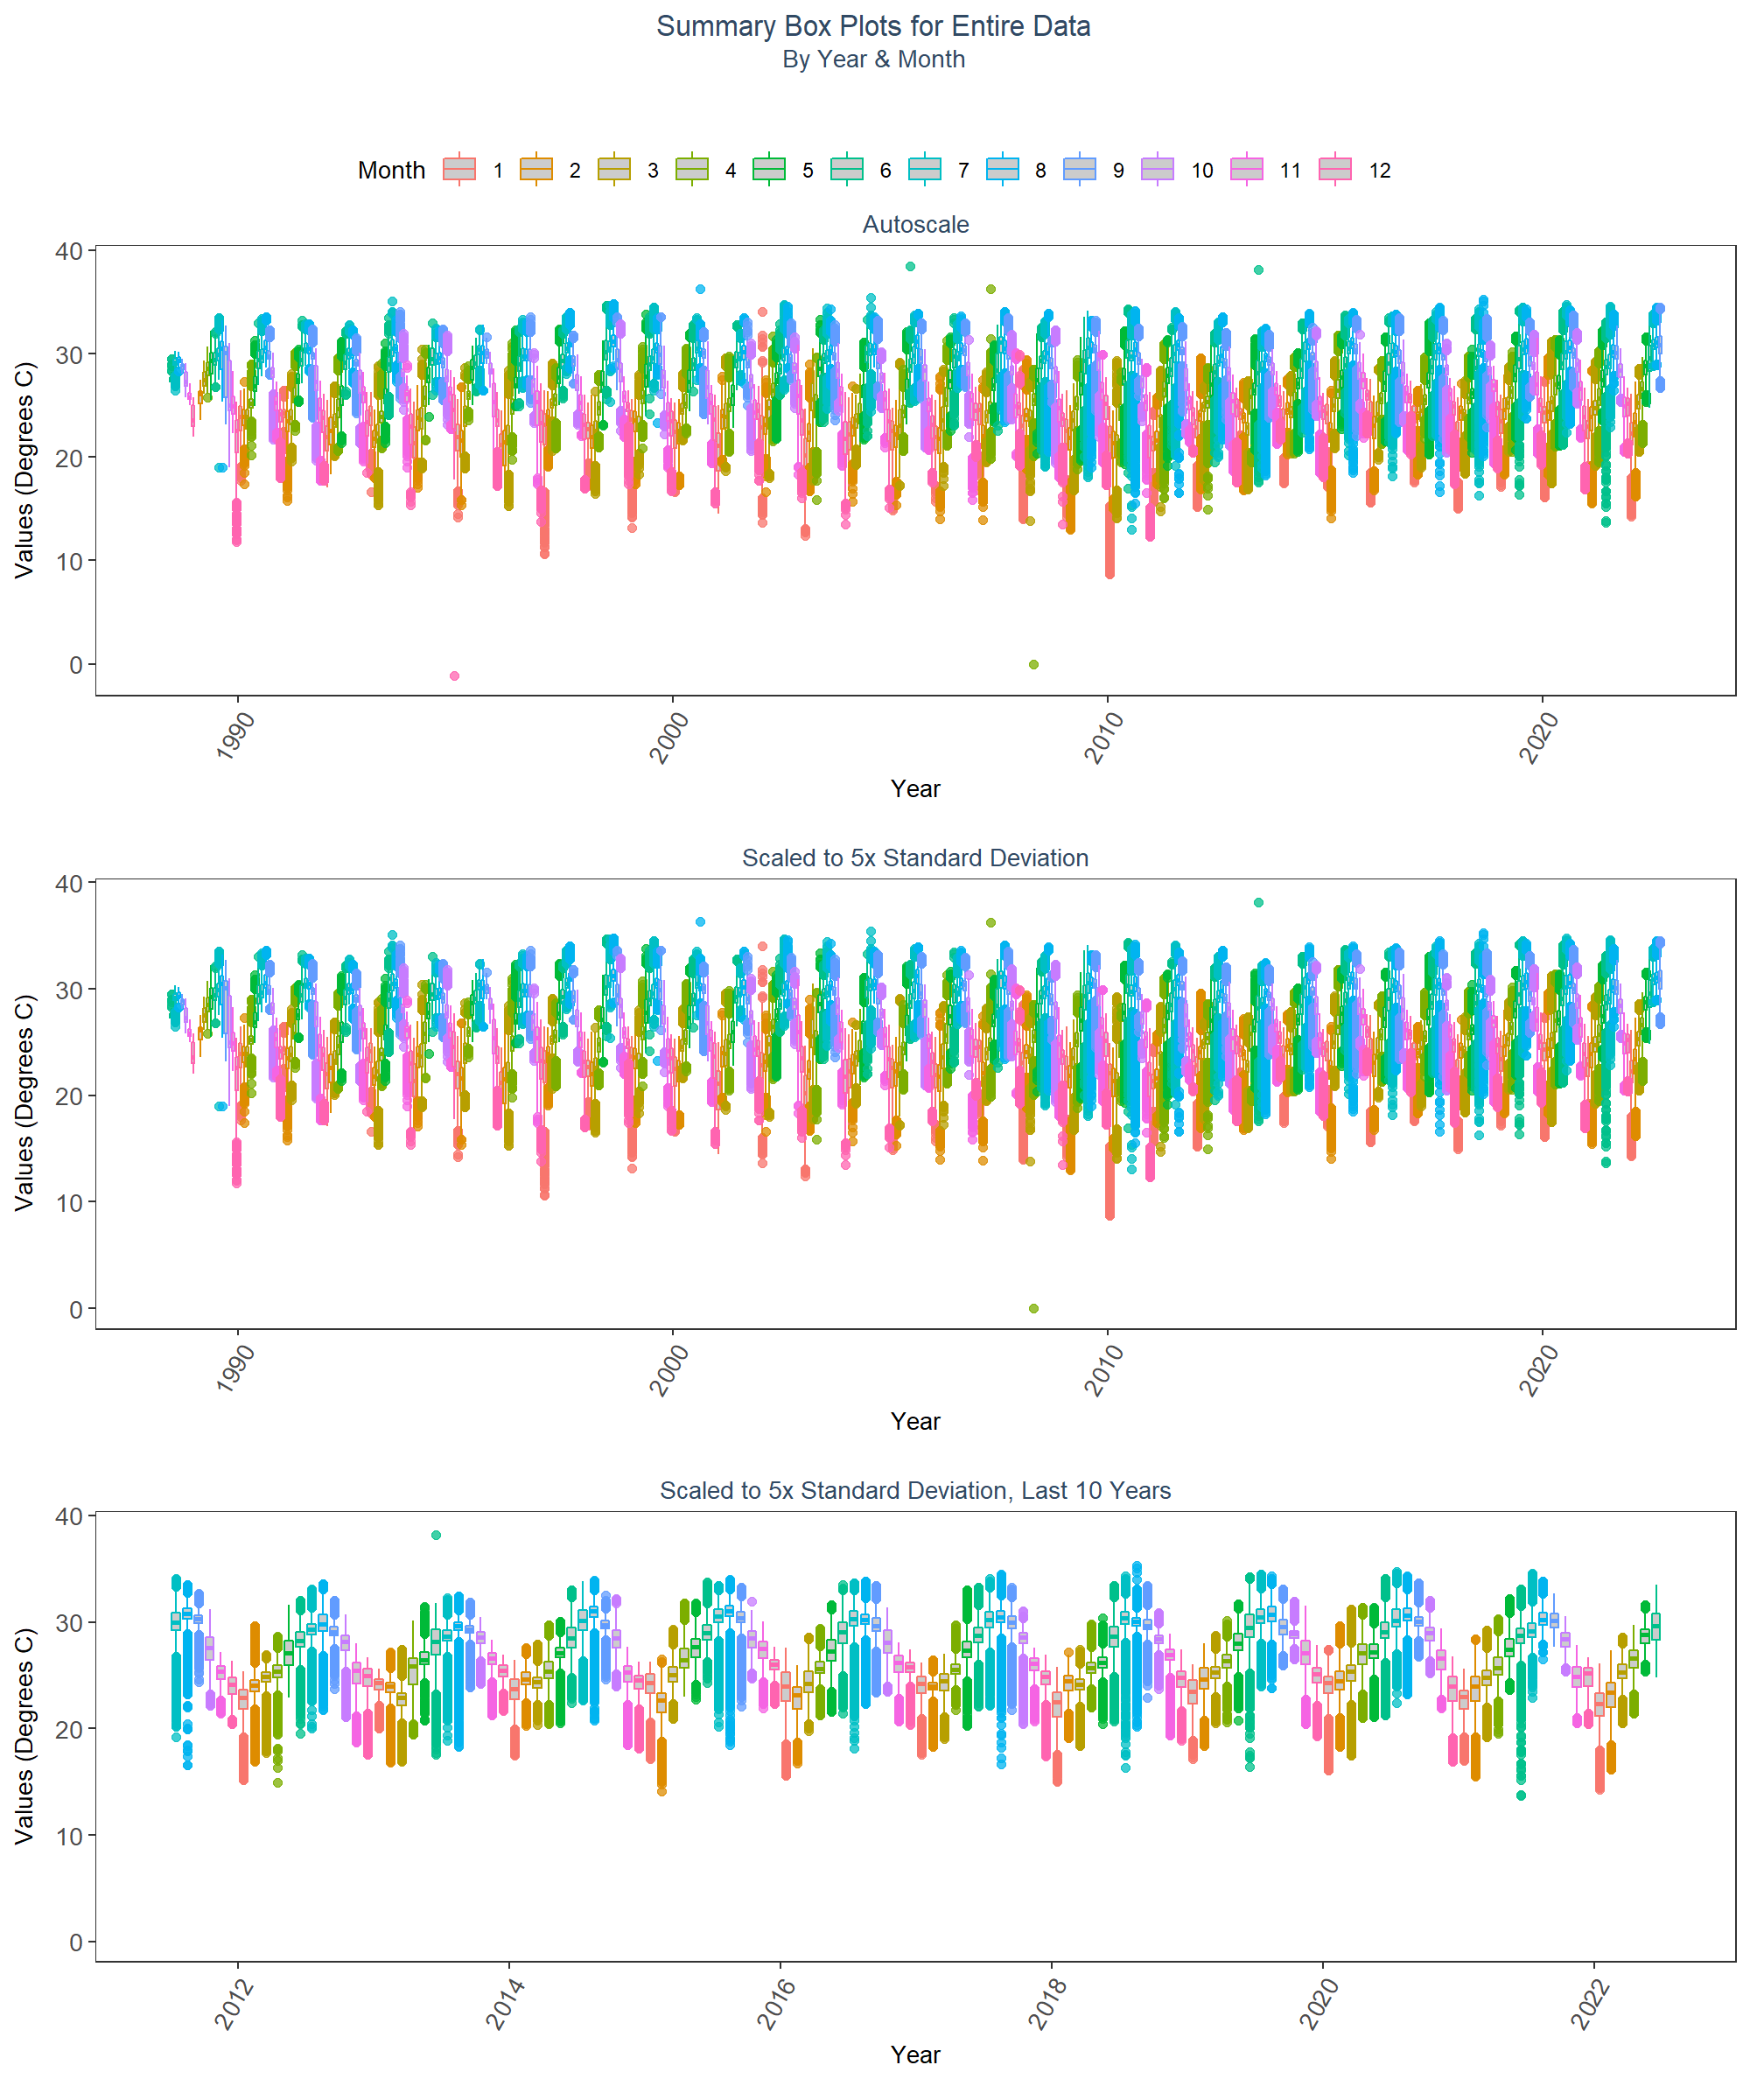 Summary Box Plots for Entire Data
By Year & Month
Month 1 2 3 4 5 6 7 8 9 10 11 12
Autoscale
40
30
20
10
0
Values (Degrees C)
1990 2000 2010 2020
Year
Scaled to 5x Standard Deviation
40
30
20
10
0
Values (Degrees C)
1990 2000 2010 2020
Year
Scaled to 5x Standard Deviation, Last 10 Years
40
30
20
10
0
Values (Degrees C)
2012 2014 2016 2018 2020 2022
Year